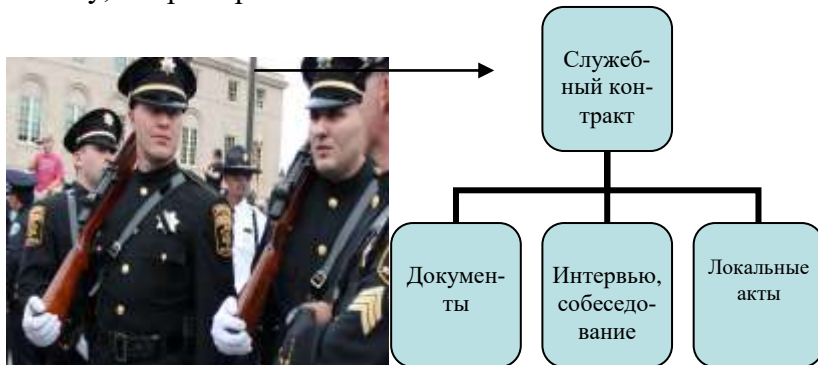 Служеб-
ный кон-
тракт
Докумен-
ты
Интервью,
собеседо-
вание
Локальные
акты